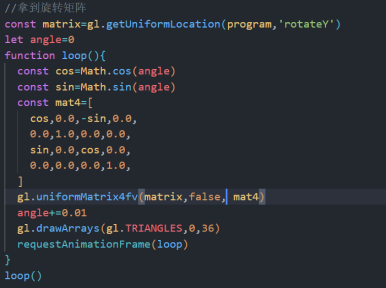 //拿到旋转矩阵
const matrix=gl.getUniformLocation(program,'rotateY')
let angle=0
function loop(){
const cos=Math.cos(angle)
const sin=Math.sin(angle)
const mat4=[
cos,0.0,-sin,0.0,
0.0,1.0,0.0,0.0,
sin,0.0,cos,0.0,
0.0,0.0,0.0,1.0,
]
gl.uniformMatrix4fv(matrix,false, mat4)
angle+=0.01
gl.drawArrays(gl.TRIANGLES,0,36)
requestAnimationFrame(loop)
}
loop()